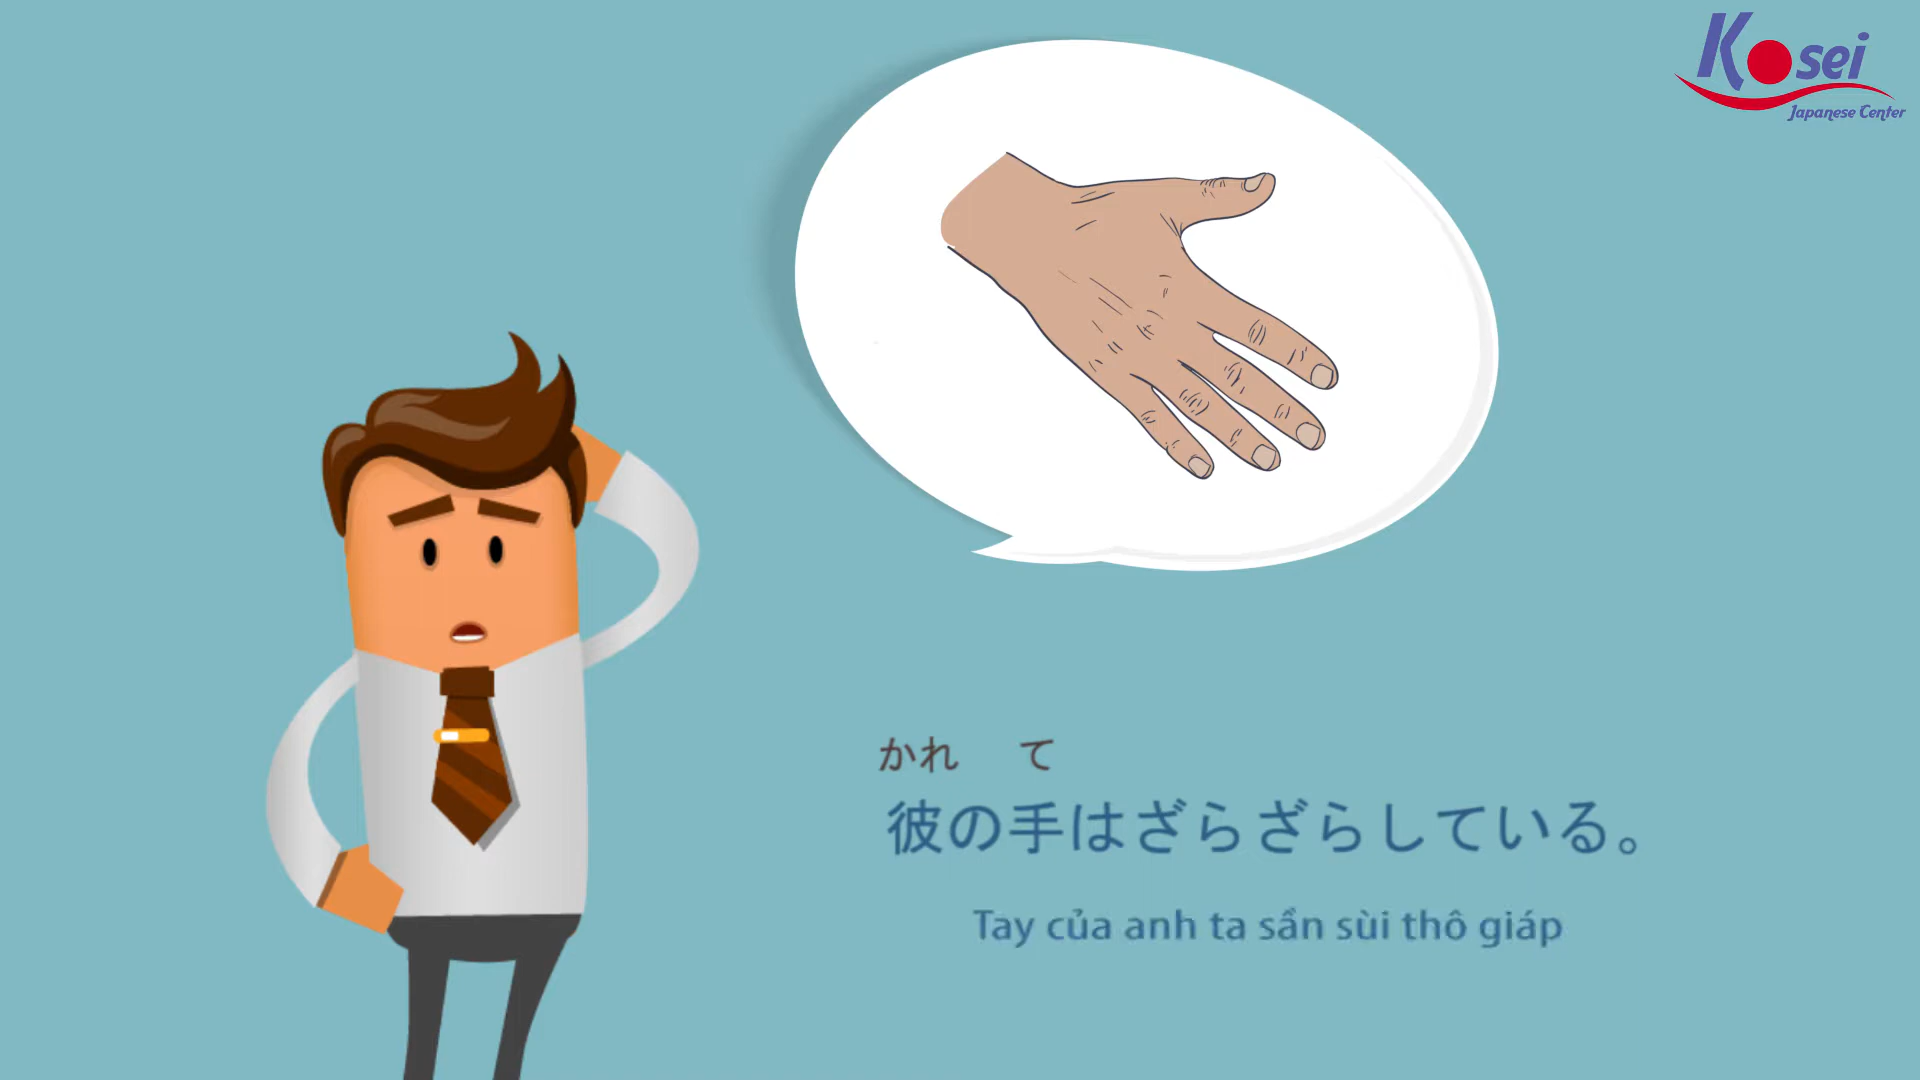 Kosei
Japanese Center
かれ て
彼の手はざらざらしている。
Tay của anh ta sần sùi thô giáp